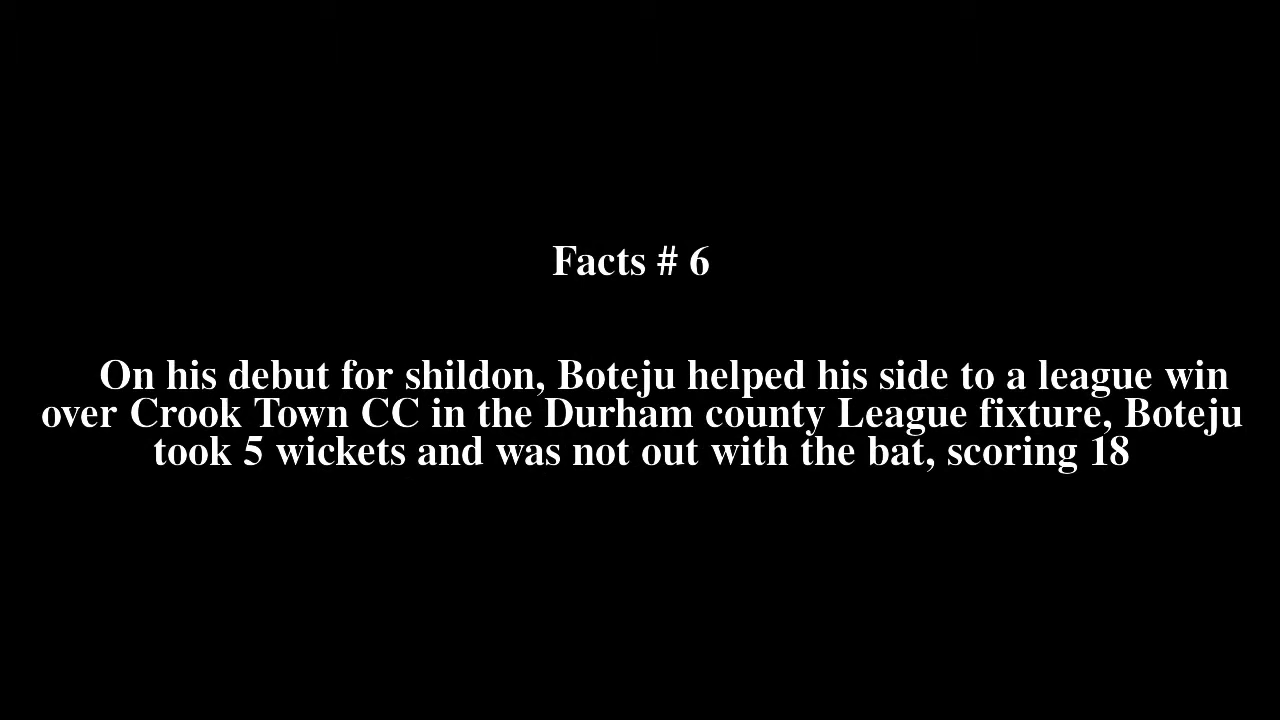 Facts # 6
On his debut for shildon, Boteju helped his side to a league win
over Crook Town CC in the Durham county League fixture, Boteju
took 5 wickets and was not out with the bat, scoring 18